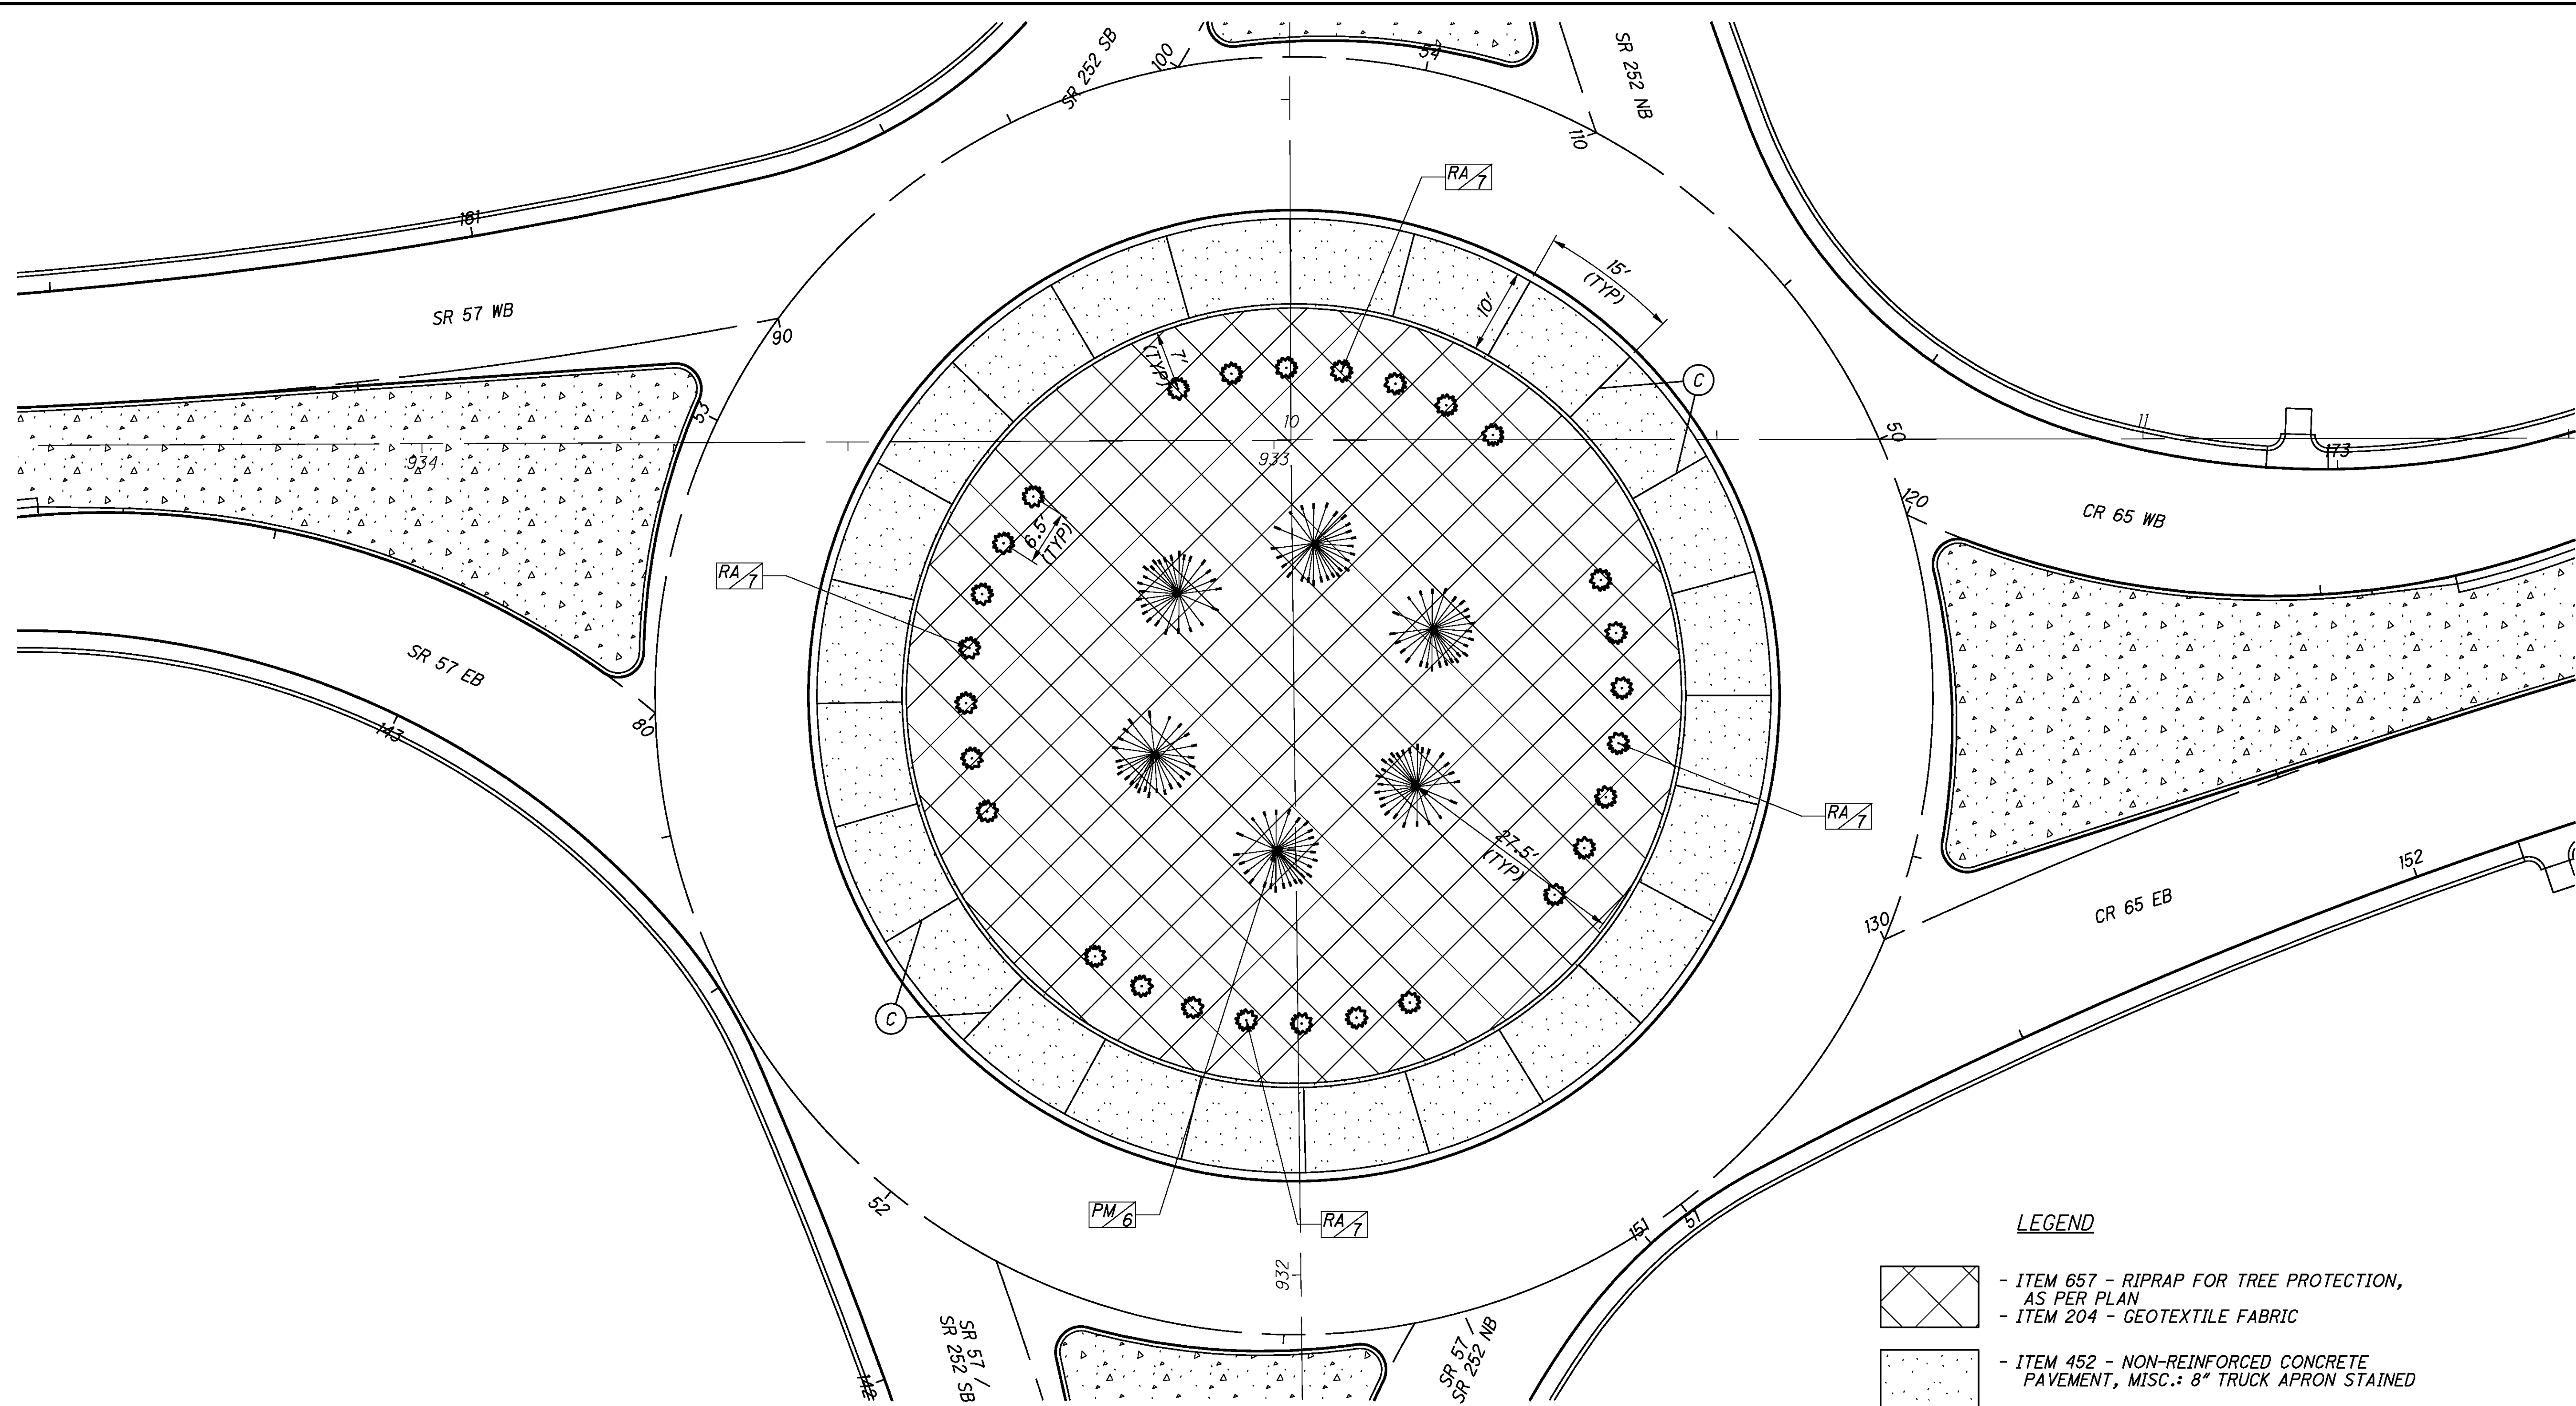 SR 252 SB
100
54
SR 252 NB
110
RA/7
161
15'
(TYP)
10'
SR 57 WB
90
7'
(TYP)
C
53
10
50
11
934
933
173
120
CR 65 WB
6.5'
(TYP)
RA/7
SR 57 EB
80
143
RA/7
27.5'
(TYP)
152
130
CR 65 EB
C
52
PM/6
RA/7
151
51
932
LEGEND
- ITEM 657 - RIPRAP FOR TREE PROTECTION,
AS PER PLAN
- ITEM 204 - GEOTEXTILE FABRIC
SR 57 /
SR 252 SB
SR 57 /
SR 252 NB
142
- ITEM 452 - NON-REINFORCED CONCRETE
PAVEMENT, MISC.: 8" TRUCK APRON STAINED